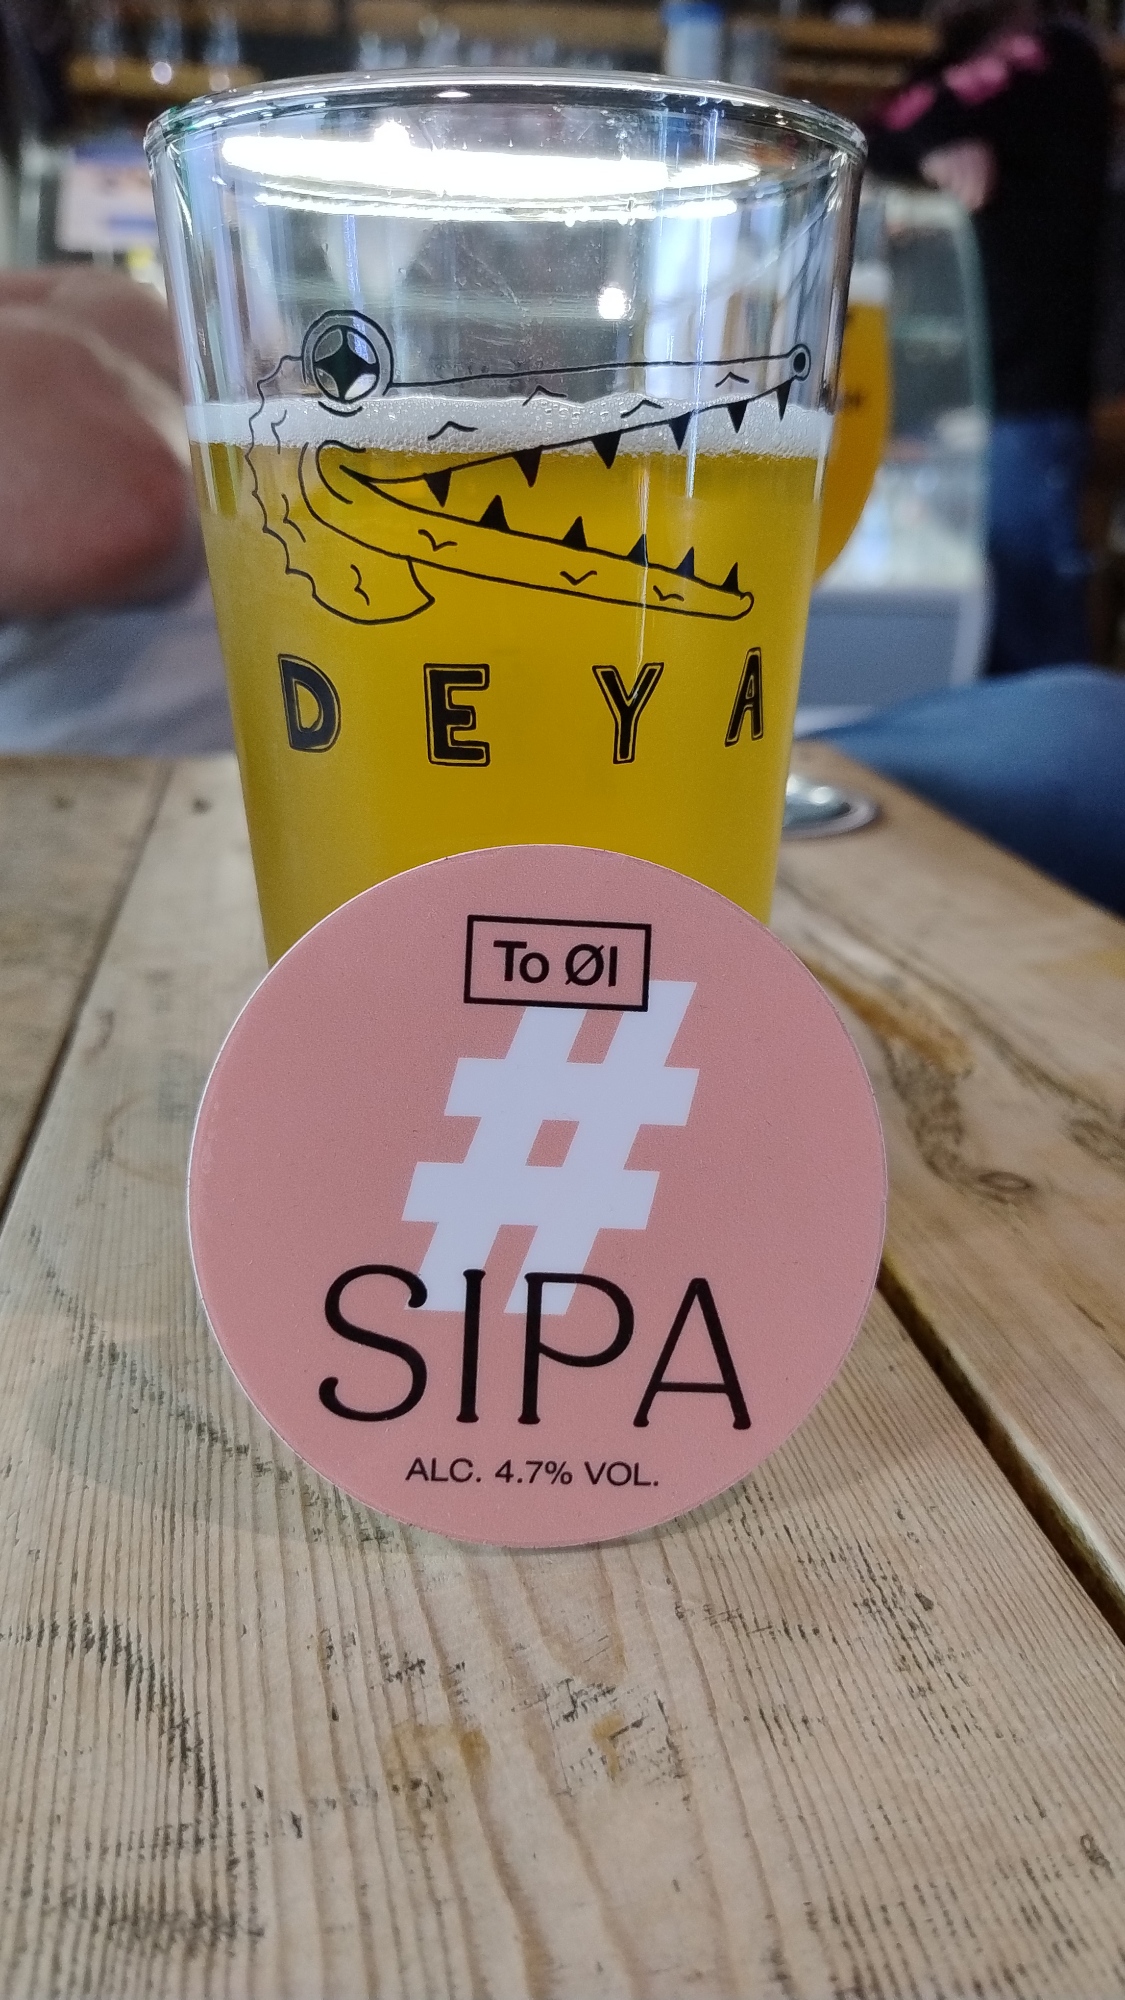 DEYA
To Øl
#
SIPA
ALC. 4.7% VOL.